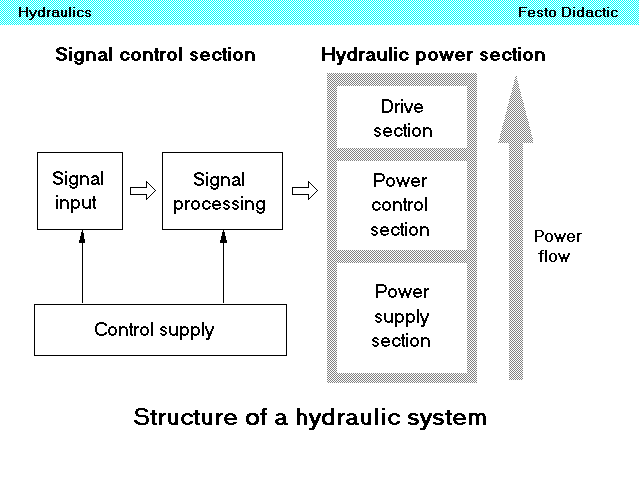 Hydraulics
Festo Didactic
Signal control section
Hydraulic power section
Drive
section
Signal
input
Signal
processing
Power
control
section
Power
flow
Control supply
Power
supply
section
Structure of a hydraulic system